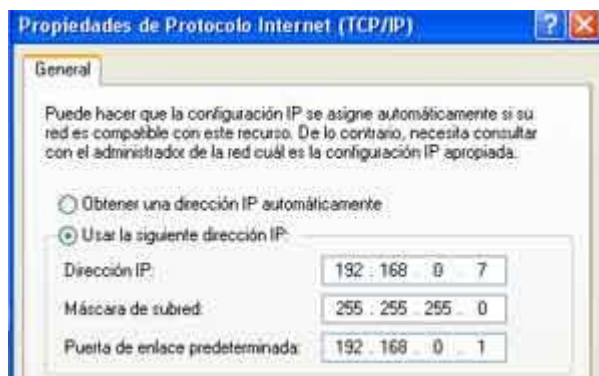 Propiedades de Protocolo Internet (TCP/IP)
General
Puede hacer que la configuración IP se asigne automáticamente si su
red es compatible con este recurso. De lo contrario, necesita consultar
con el administrador de la red cuál es la configuración IP apropiada.
Obtener una dirección IP automáticamente
Usar la siguiente dirección IP:
Dirección IP: 192 . 168 . 0 . 7
Máscara de subred: 255 . 255 . 255 . 0
Puerta de enlace predeterminada: 192 . 168 . 0 . 1